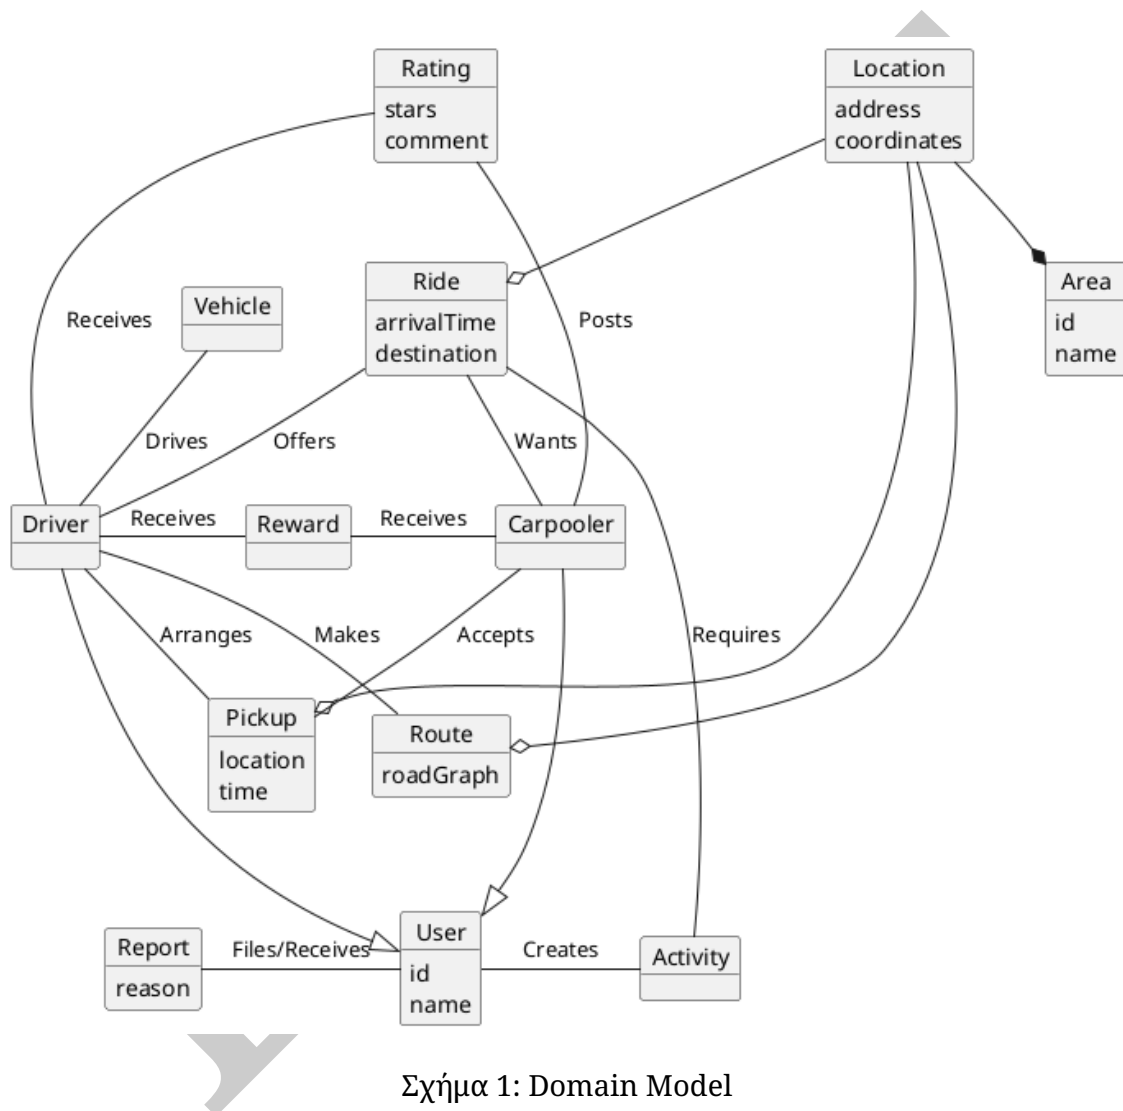 Rating
stars
comment
Location
address
coordinates
Ride
arrivalTime
destination
Area
id
name
Vehicle
Receives
Posts
Drives
Offers
Wants
Driver
Receives
Reward
Receives
Carpooler
Arranges
Makes
Accepts
Requires
Pickup
location
time
Route
roadGraph
Report
reason
Files/Receives
User
id
name
Creates
Activity
Σχήμα 1: Domain Model